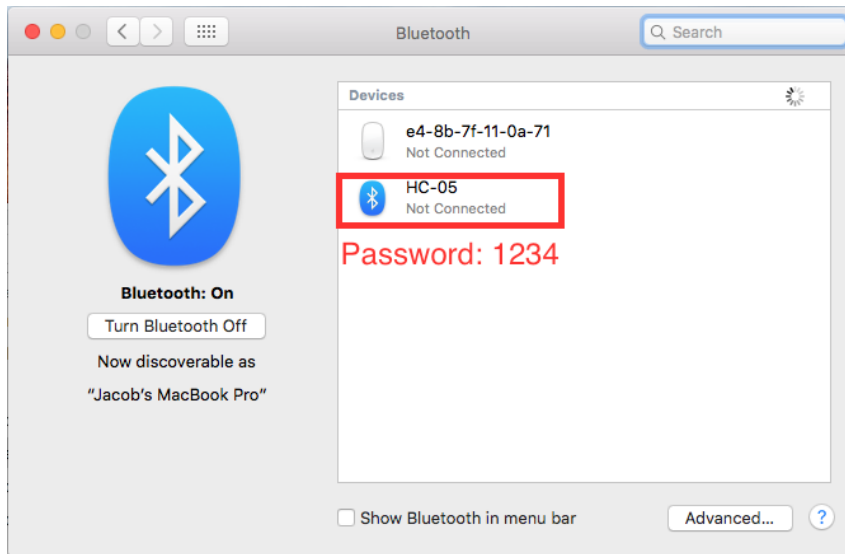 Bluetooth
Search
Devices
e4-8b-7f-11-0a-71
Not Connected
HC-05
Not Connected
Password: 1234
Bluetooth: On
Turn Bluetooth Off
Now discoverable as
“Jacob’s MacBook Pro”
Show Bluetooth in menu bar
Advanced...
?